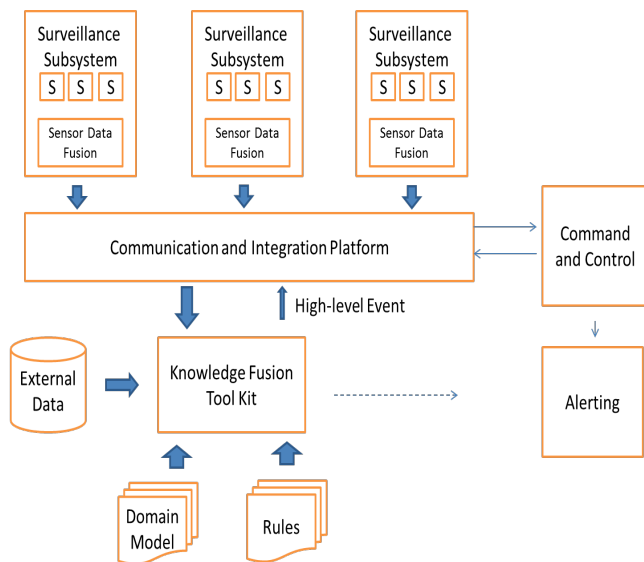 Surveillance
Subsystem
S S S
Sensor Data
Fusion
Surveillance
Subsystem
S S S
Sensor Data
Fusion
Surveillance
Subsystem
S S S
Sensor Data
Fusion
Communication and Integration Platform
Command
and Control
High-level Event
External
Data
Knowledge Fusion
Tool Kit
Alerting
Domain
Model
Rules